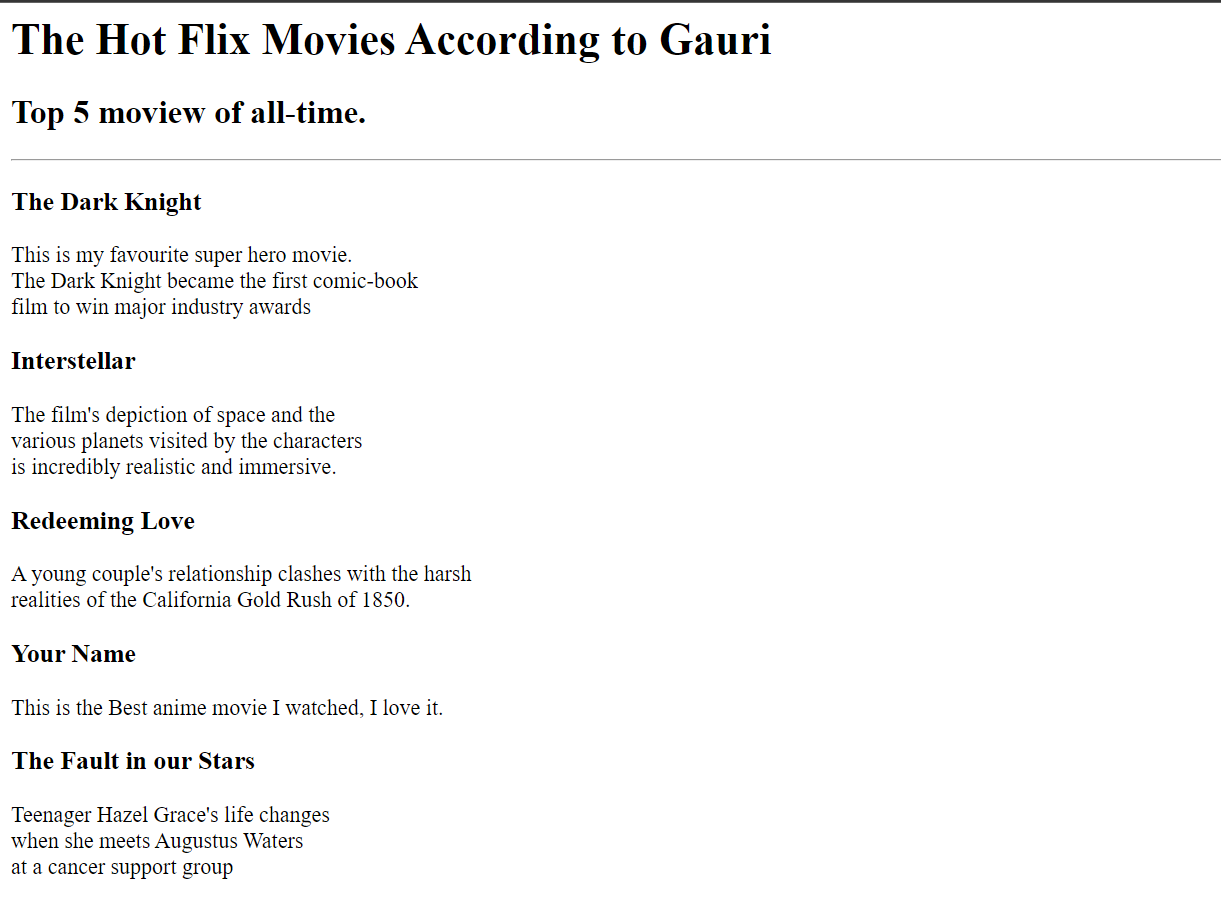 The Hot Flix Movies According to Gauri
Top 5 moview of all-time.
The Dark Knight
This is my favourite super hero movie.
The Dark Knight became the first comic-book
film to win major industry awards
Interstellar
The film's depiction of space and the
various planets visited by the characters
is incredibly realistic and immersive.
Redeeming Love
A young couple's relationship clashes with the harsh
realities of the California Gold Rush of 1850.
Your Name
This is the Best anime movie I watched, I love it.
The Fault in our Stars
Teenager Hazel Grace's life changes
when she meets Augustus Waters
at a cancer support group